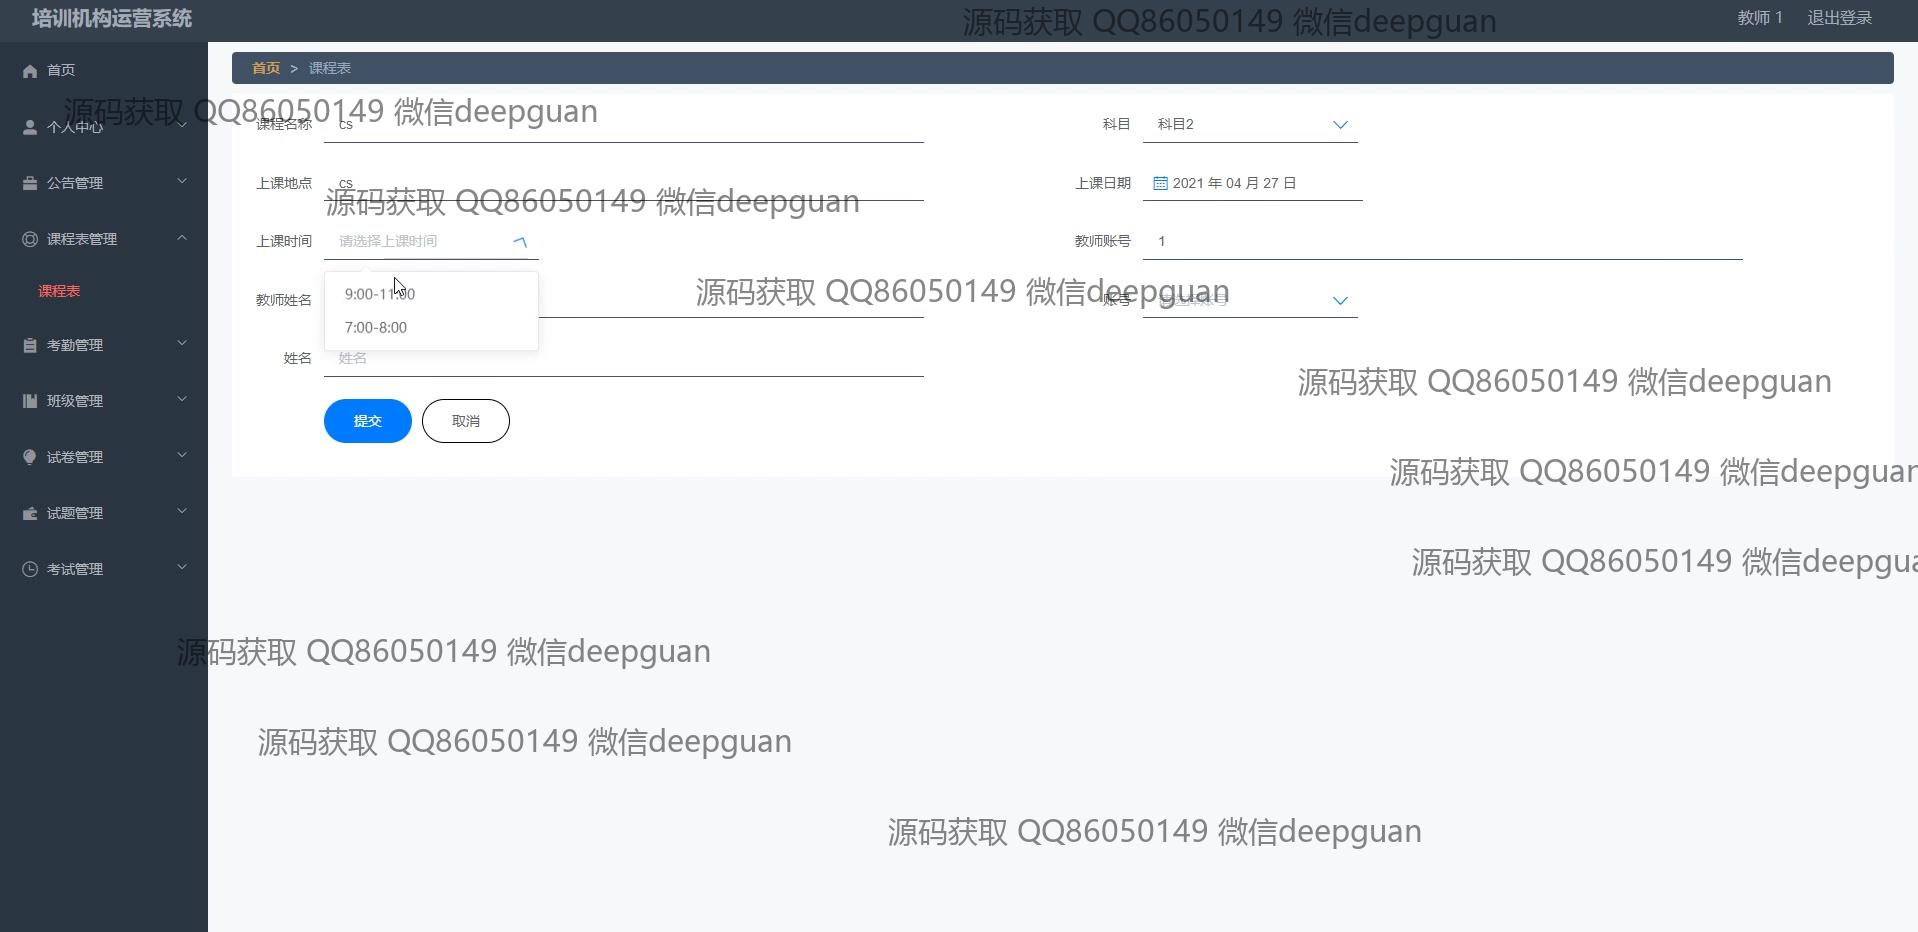 培训机构运营系统
源码获取 QQ86050149 微信deepguan
教师 1 退出登录
首页
首页 > 课程表
源码获取 QQ86050149 微信deepguan
个人中心
课程名称 cs
科目 科目2
公告管理
上课地点 cs
上课日期 2021 年 04 月 27 日
源码获取 QQ86050149 微信deepguan
课程表管理
上课时间 请选择上课时间
教师账号 1
课程表
9:00-11:00
教师姓名
源码获取 QQ86050149 微信deepguan
账号 请选择账号
7:00-8:00
考勤管理
姓名 姓名
源码获取 QQ86050149 微信deepguan
班级管理
提交 取消
试卷管理
源码获取 QQ86050149 微信deepguan
试题管理
考试管理
源码获取 QQ86050149 微信deepgua
源码获取 QQ86050149 微信deepguan
源码获取 QQ86050149 微信deepguan
源码获取 QQ86050149 微信deepguan